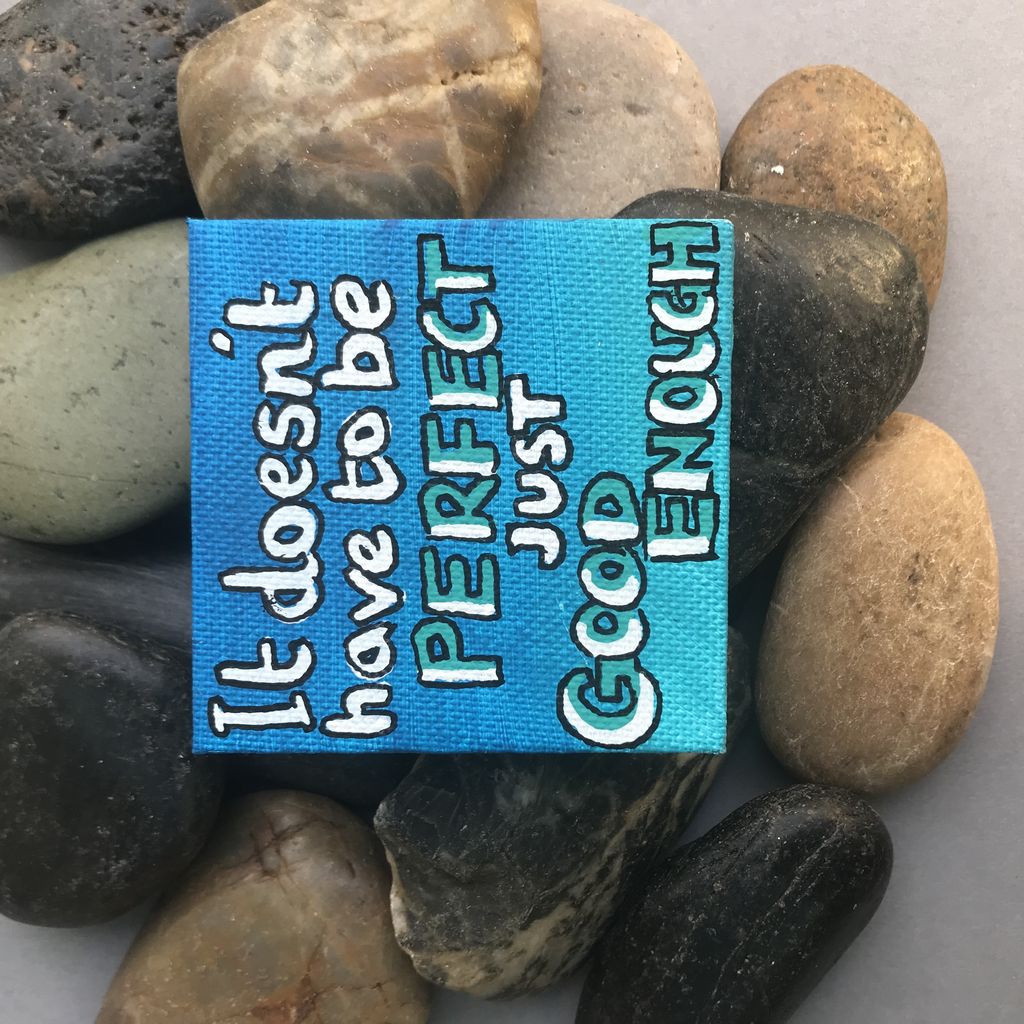 It doesn't
have to be
PERFECT
JUST
GOOD
ENOUGH